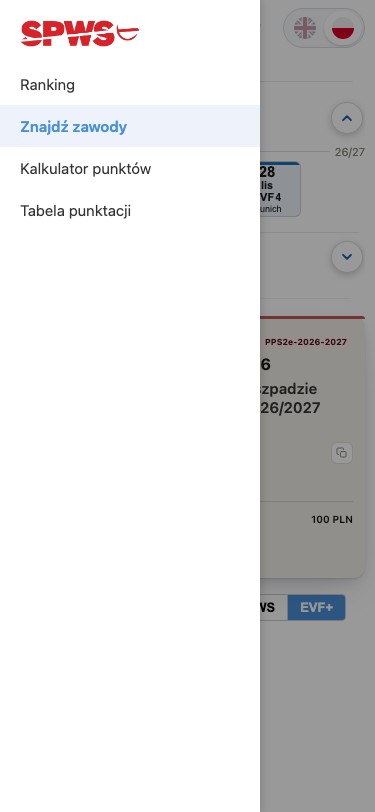 SPWS
Ranking
Znajdź zawody
Kalkulator punktów
Tabela punktacji
26/27
28
lis
VF4
unich
PPS2e-2026-2027
6
szpadzie
26/2027
100 PLN
WS
EVF+